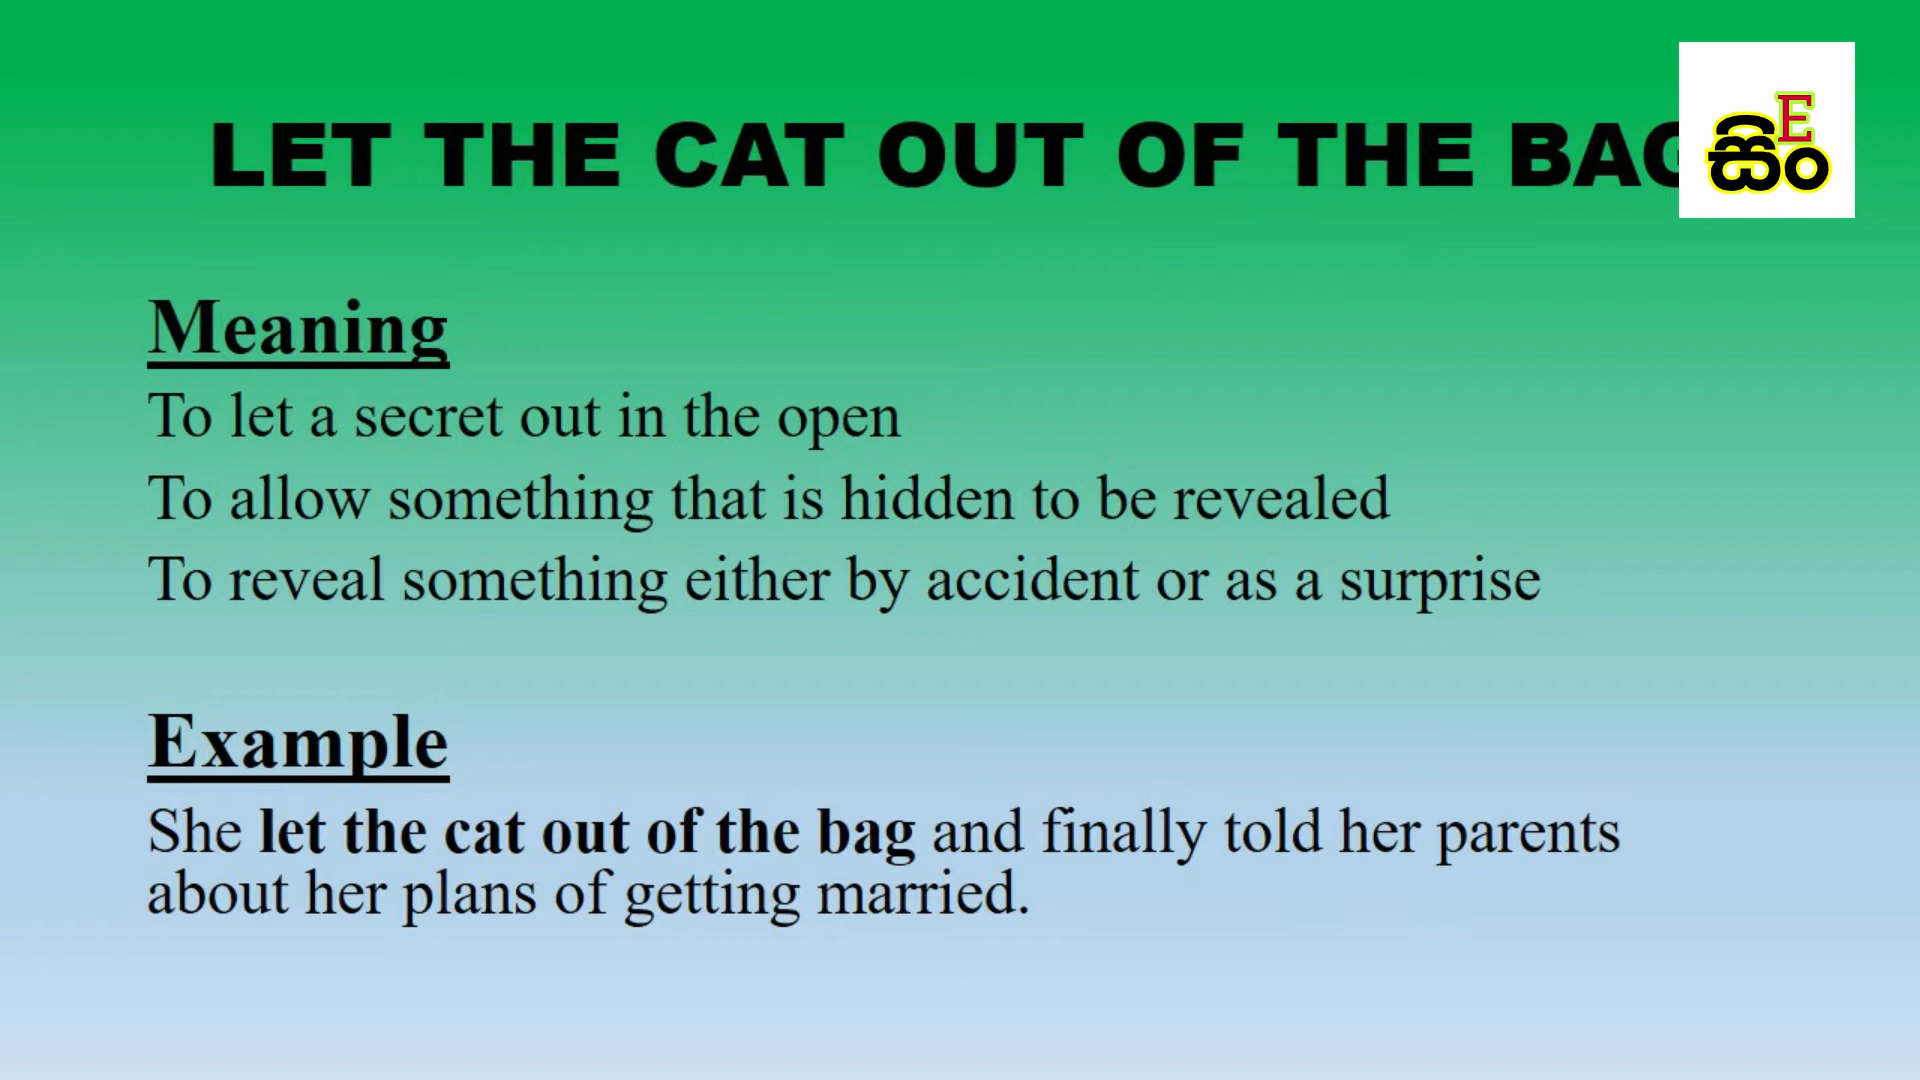 LET THE CAT OUT OF THE BAG
E
සිං
Meaning
To let a secret out in the open
To allow something that is hidden to be revealed
To reveal something either by accident or as a surprise
Example
She let the cat out of the bag and finally told her parents
about her plans of getting married.